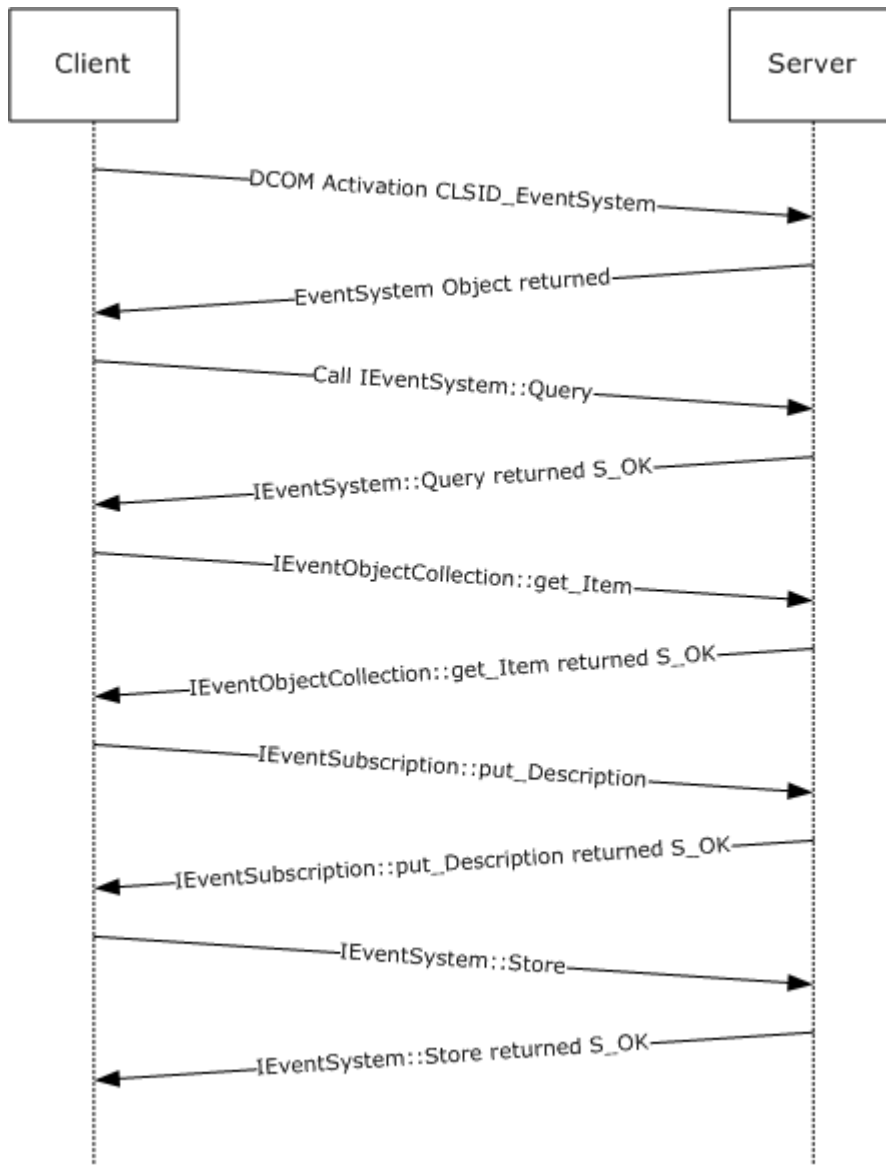 Client
Server
DCOM Activation CLSID_EventSystem
EventSystem Object returned
Call IEventSystem::Query
IEventSystem::Query returned S_OK
IEventObjectCollection::get_Item
IEventObjectCollection::get_Item returned S_OK
IEventSubscription::put_Description
IEventSubscription::put_Description returned S_OK
IEventSystem::Store
IEventSystem::Store returned S_OK